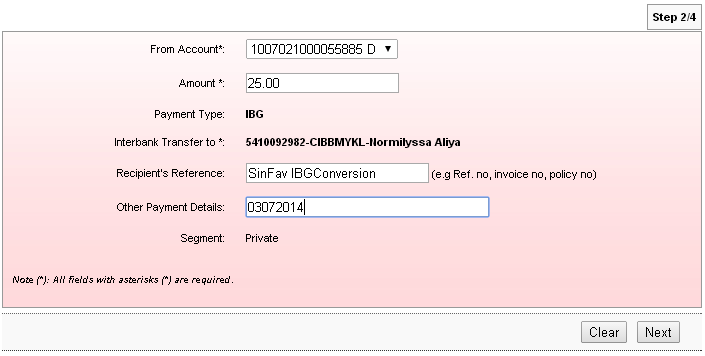 Step 2/4
From Account*: 1007021000055885 D
Amount *: 25.00
Payment Type: IBG
Interbank Transfer to *: 5410092982-CIBBMYKL-Normilyssa Aliya
Recipient's Reference: SinFav IBGConversion (e.g Ref. no, invoice no, policy no)
Other Payment Details: 03072014
Segment: Private
Note (*): All fields with asterisks (*) are required.
Clear Next